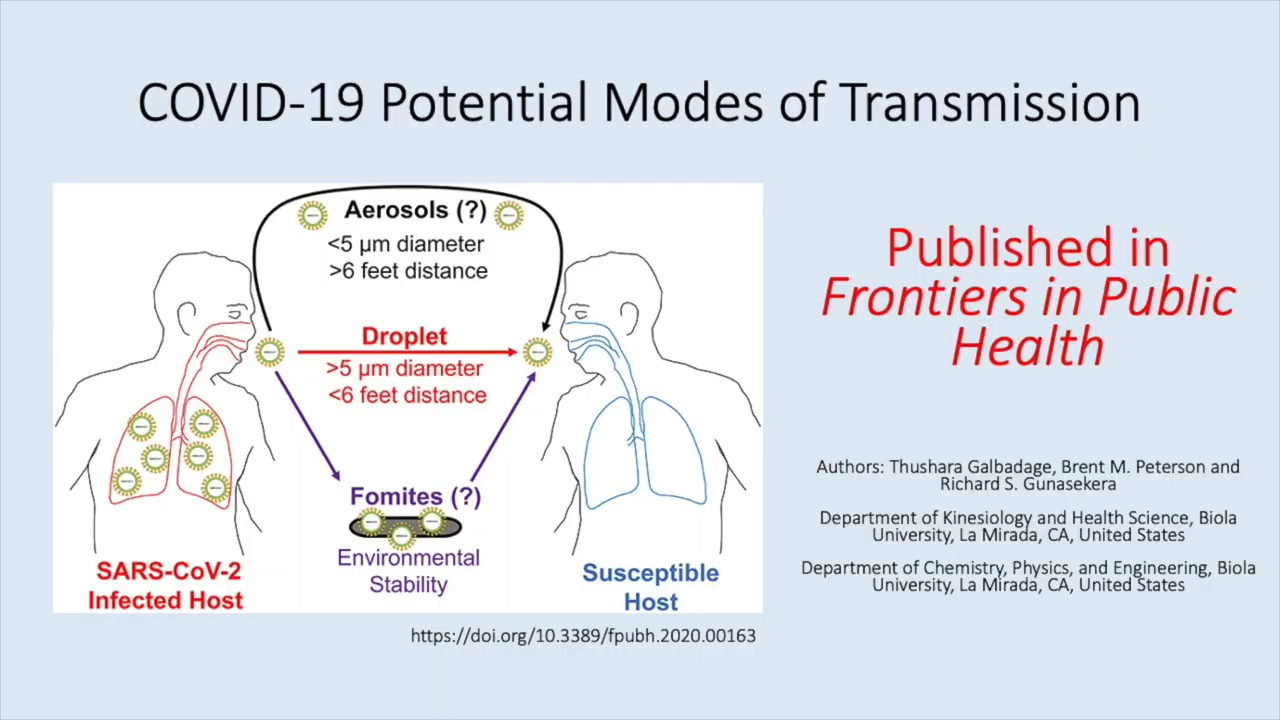 COVID-19 Potential Modes of Transmission
Aerosols (?)
<5 µm diameter
>6 feet distance
Droplet
>5 µm diameter
<6 feet distance
Fomites (?)
Environmental
Stability
SARS-CoV-2
Infected Host
Susceptible
Host
https://doi.org/10.3389/fpubh.2020.00163
Published in
Frontiers in Public
Health
Authors: Thushara Galbadage, Brent M. Peterson and
Richard S. Gunasekera
Department of Kinesiology and Health Science, Biola
University, La Mirada, CA, United States
Department of Chemistry, Physics, and Engineering, Biola
University, La Mirada, CA, United States